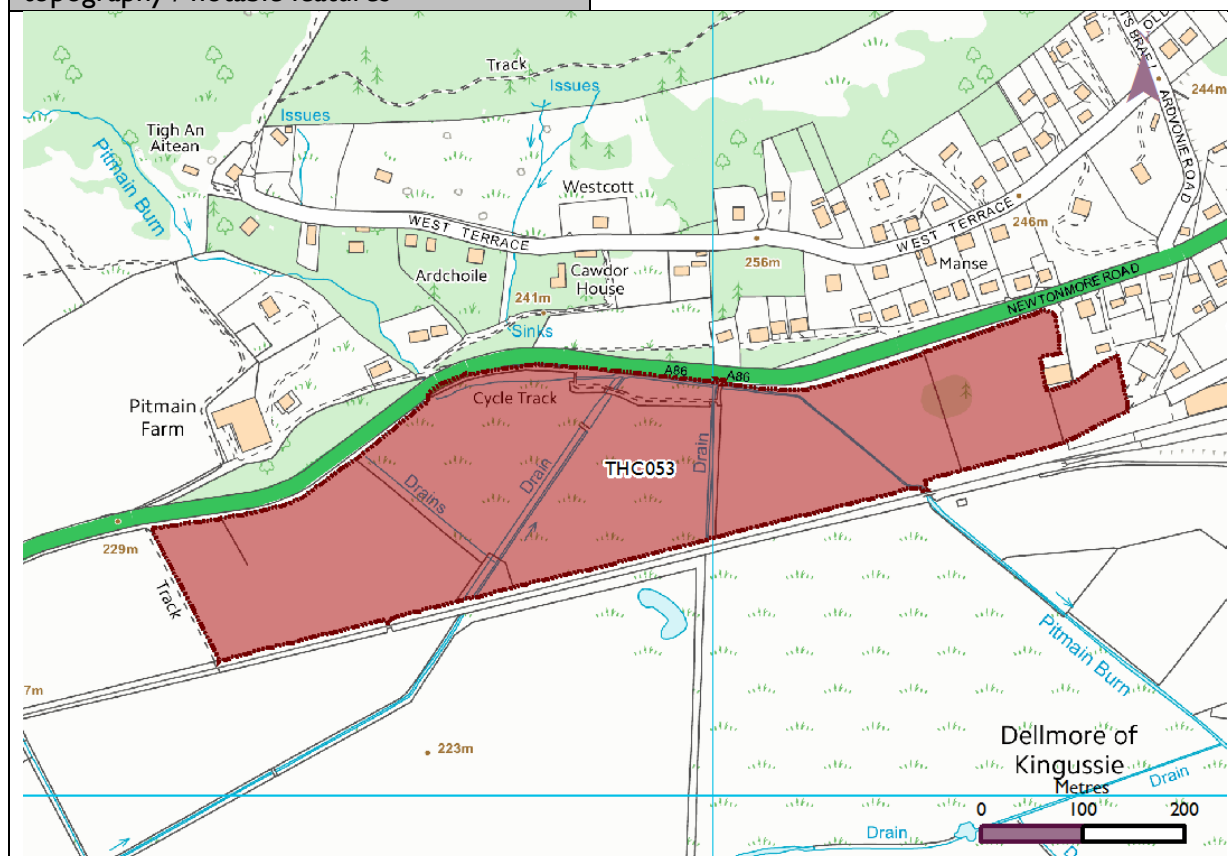 Track
Issues
Issues
244m
ARDVONIE ROAD
Tigh An
Aitean
Pitmain Burn
Westcott
WEST TERRACE
WEST TERRACE
246m
Ardchoile
Cawdor
House
256m
Manse
241m
NEWTONMORE ROAD
Sinks
A86
A86
Cycle Track
Pitmain
Farm
Drain
Drain
THC053
Drains
229m
Track
Pitmain Burn
7m
223m
Dellmore of
Kingussie
Metres
Drain
0
100
200
Drain